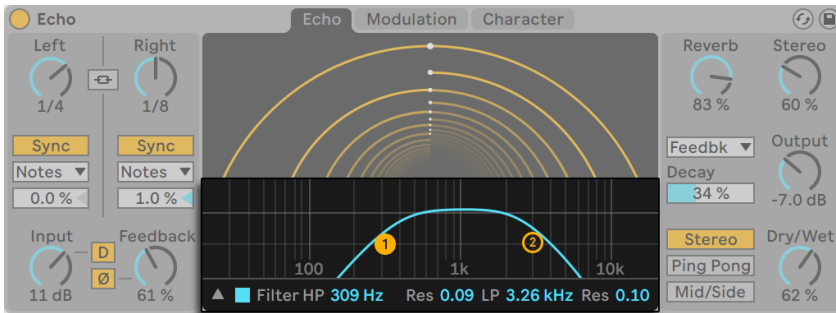 Echo
Echo Modulation Character
Left Right
1/4 1/8
Sync Sync
Notes Notes
0.0 % 1.0 %
Input Feedback
D
Ø
11 dB 61 %
1 2
100 1k 10k
Filter HP 309 Hz Res 0.09 LP 3.26 kHz Res 0.10
Reverb Stereo
83 % 60 %
Feedbk Output
Decay
34 % -7.0 dB
Stereo Dry/Wet
Ping Pong
Mid/Side 62 %